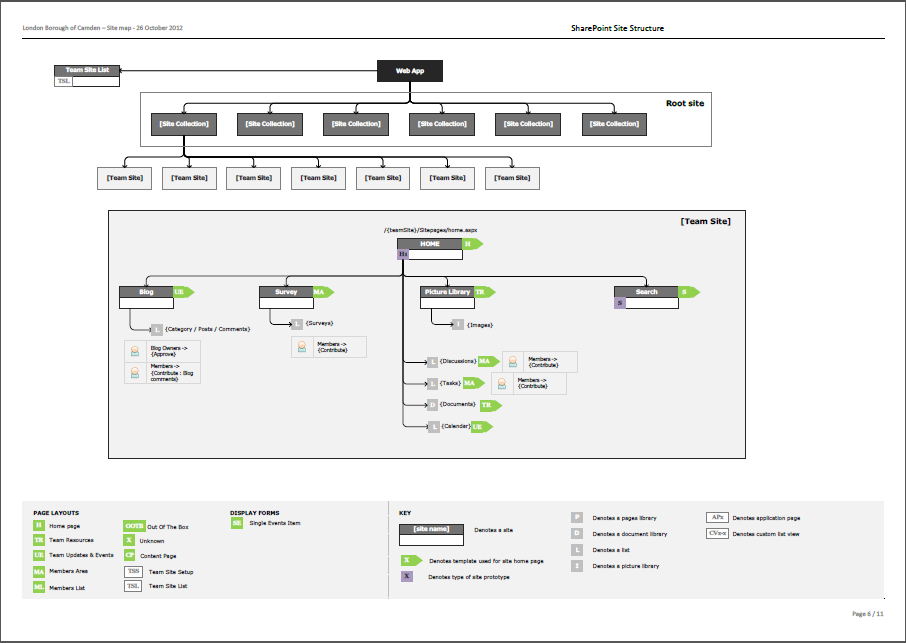 London Borough of Camden – Site map - 26 October 2012
SharePoint Site Structure
Team Site List
TSL
Web App
Root site
[Site Collection]
[Site Collection]
[Site Collection]
[Site Collection]
[Site Collection]
[Site Collection]
[Team Site]
[Team Site]
[Team Site]
[Team Site]
[Team Site]
[Team Site]
[Team Site]
[Team Site]
/{teamSite}/Sitepages/home.aspx
HOME
H
H1
Blog
UE
Survey
MA
Picture Library
TR
Search
S
S
L
{Category / Posts / Comments}
L
{Surveys}
I
{Images}
Blog Owners ->
{Approve}
Members ->
{Contribute : Blog
comments}
Members ->
{Contribute}
L
{Discussions}
MA
Members ->
{Contribute}
L
{Tasks}
MA
Members ->
{Contribute}
D
{Documents}
TR
L
{Calendar}
UE
PAGE LAYOUTS
H
Home page
TR
Team Resources
UE
Team Updates & Events
MA
Members Area
ML
Members List
OOTB
Out Of The Box
X
Unknown
CP
Content Page
TSS
Team Site Setup
TSL
Team Site List
DISPLAY FORMS
SE
Single Events Item
KEY
[site name]
Denotes a site
X
Denotes template used for site home page
X
Denotes type of site prototype
P
Denotes a pages library
D
Denotes a document library
L
Denotes a list
I
Denotes a picture library
APx
Denotes application page
CVx-x
Denotes custom list view
Page 6 / 11